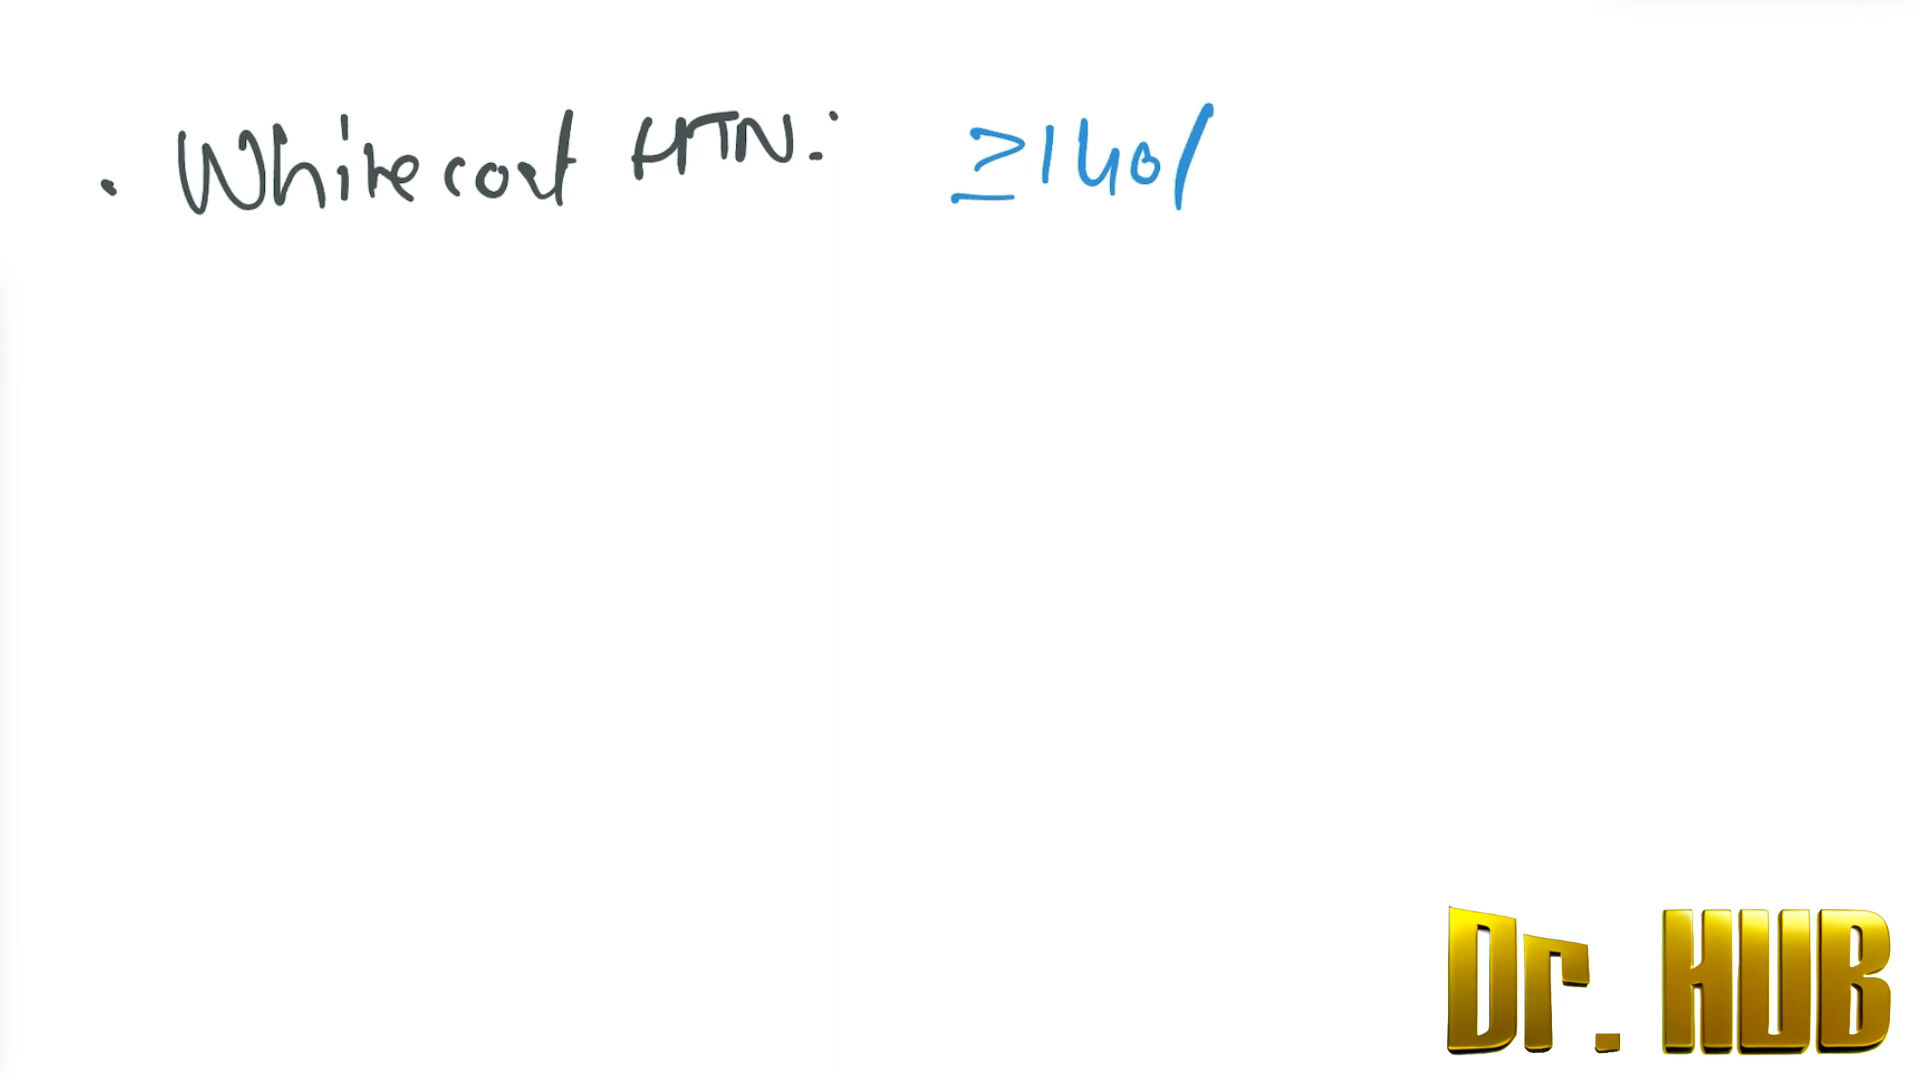 • Whitecoat HTN: ≥140/
Dr. HUB